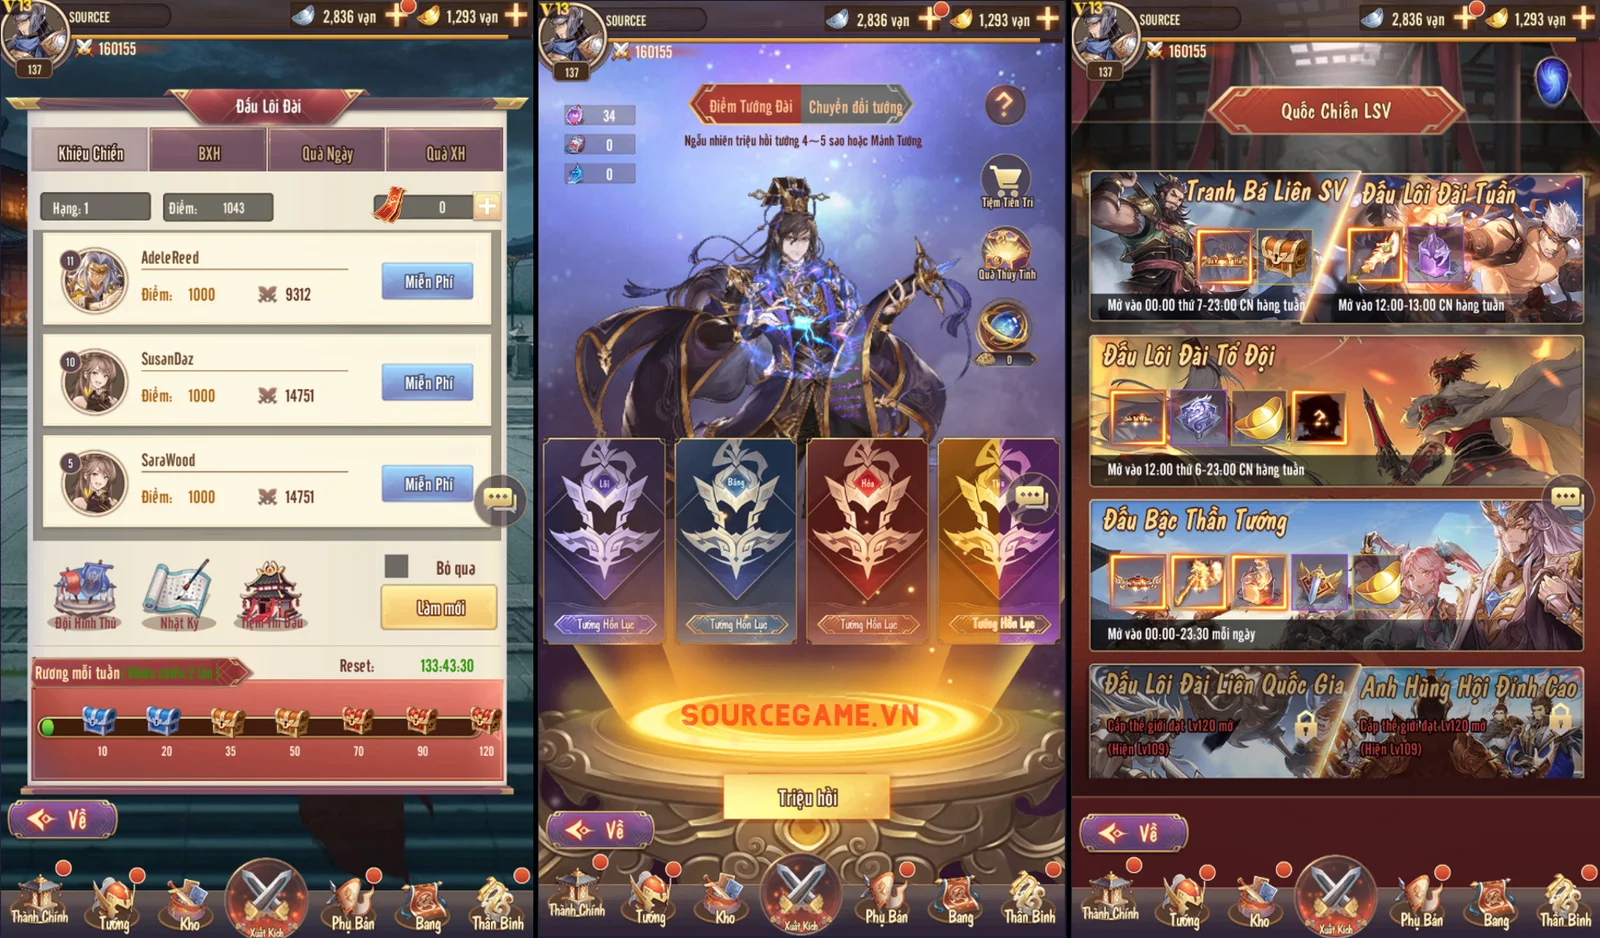 V13
SOURCEE
2,836 vạn
1,293 vạn
160155
137
Đấu Lôi Đài
Khiêu Chiến
BXH
Quà Ngày
Quà XH
Hạng: 1
Điểm: 1043
0
11
AdeleReed
Điểm: 1000
9312
Miễn Phí
10
SusanDaz
Điểm: 1000
14751
Miễn Phí
5
SaraWood
Điểm: 1000
14751
Miễn Phí
Đội Hình Thủ
Nhật Ký
Bỏ qua
Làm mới
Rương mỗi tuần
Reset: 133:43:30
10
20
35
50
70
90
120
Về
Thành Chính
Tướng
Kho
Xuất Kích
Phụ Bản
Bang
Thần Binh
V13
SOURCEE
2,836 vạn
1,293 vạn
160155
137
Điểm Tướng Đài
Chuyển đổi tướng
Ngẫu nhiên triệu hồi tướng 4~5 sao hoặc Mảnh Tướng
34
0
0
?
Tiệm Tiên Tri
Quà Thủy Tinh
0
Lôi
Băng
Hỏa
Tướng Hồn Lục
Tướng Hồn Lục
Tướng Hồn Lục
Tướng Hồn Lục
SOURCEGAME.VN
Triệu hồi
Về
Thành Chính
Tướng
Kho
Xuất Kích
Phụ Bản
Bang
Thần Binh
V13
SOURCEE
2,836 vạn
1,293 vạn
160155
137
Quốc Chiến LSV
Tranh Bá Liên SV
Mở vào 00:00 thứ 7-23:00 CN hàng tuần
Đấu Lôi Đài Tuần
Mở vào 12:00-13:00 CN hàng tuần
Đấu Lôi Đài Tổ Đội
?
Mở vào 12:00 thứ 6-23:00 CN hàng tuần
Đấu Bậc Thần Tướng
Mở vào 00:00-23:30 mỗi ngày
Đấu Lôi Đài Liên Quốc Gia
Cấp thế giới đạt Lv120 mở
(Hiện Lv109)
Anh Hùng Hội Đỉnh Cao
Cấp thế giới đạt Lv120 mở
(Hiện Lv109)
Về
Thành Chính
Tướng
Kho
Xuất Kích
Phụ Bản
Bang
Thần Binh